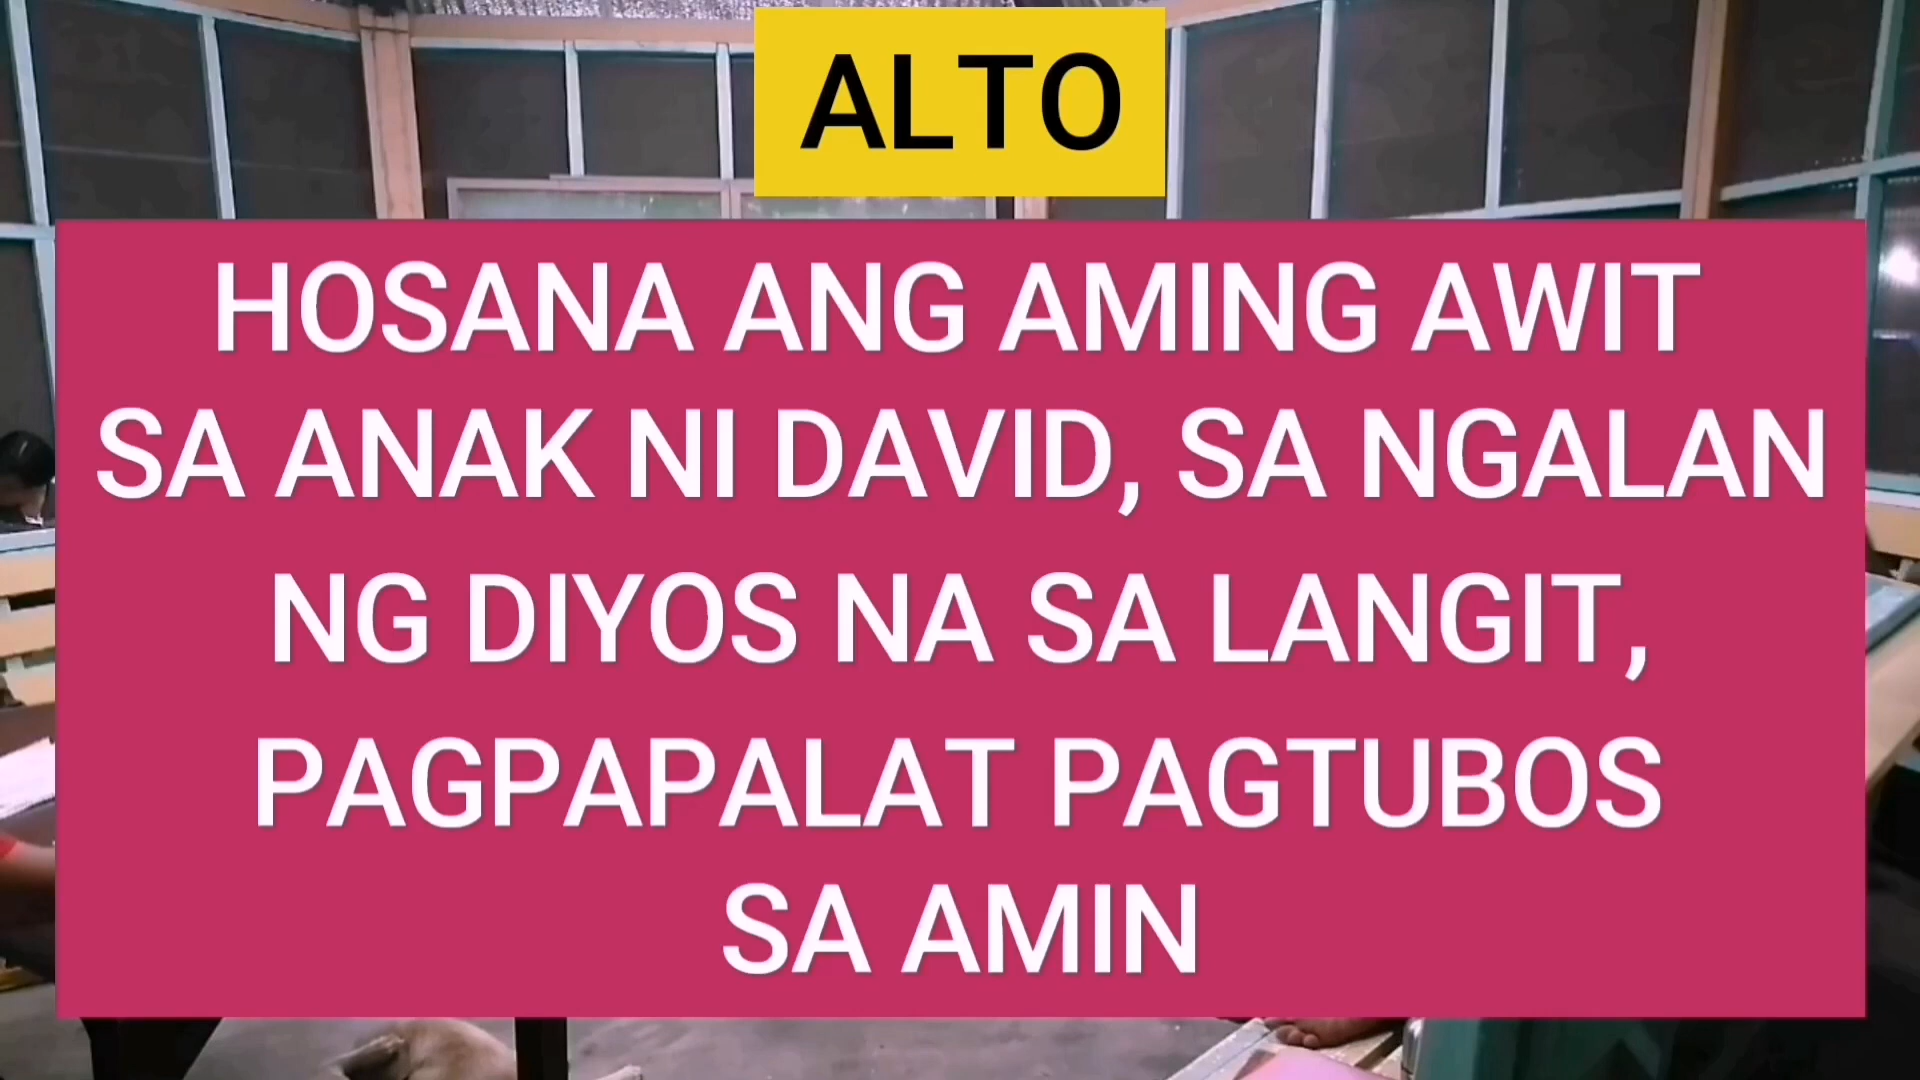 ALTO
HOSANA ANG AMING AWIT
SA ANAK NI DAVID, SA NGALAN
NG DIYOS NA SA LANGIT,
PAGPAPALAT PAGTUBOS
SA AMIN